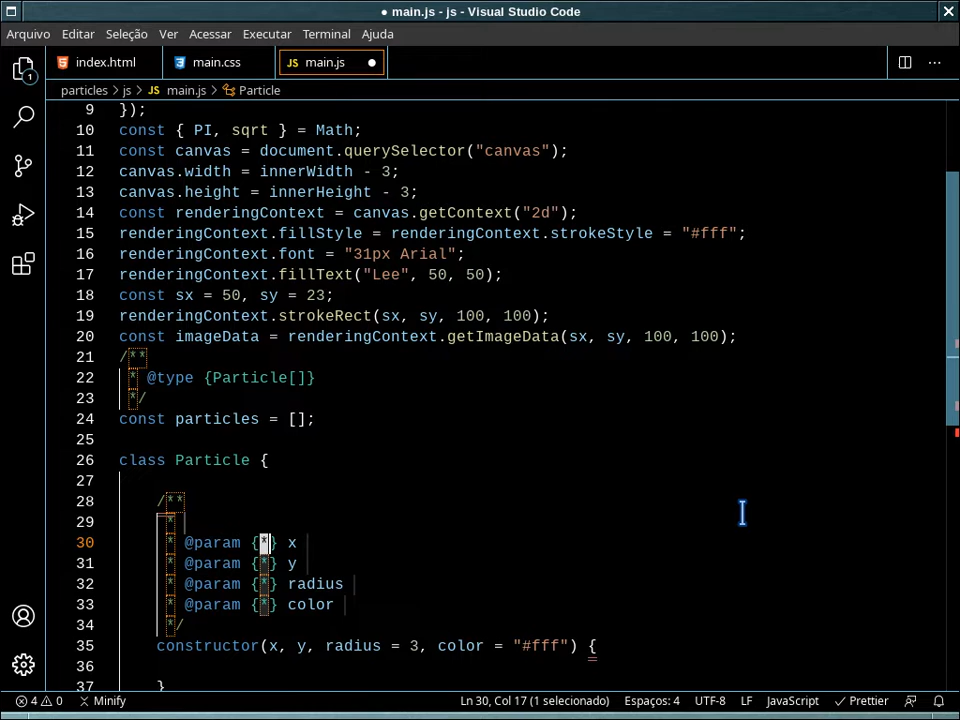 ● main.js - js - Visual Studio Code
Arquivo Editar Seleção Ver Acessar Executar Terminal Ajuda
index.html main.css JS main.js ●
particles > js > JS main.js > Particle
9 });
10 const { PI, sqrt } = Math;
11 const canvas = document.querySelector("canvas");
12 canvas.width = innerWidth - 3;
13 canvas.height = innerHeight - 3;
14 const renderingContext = canvas.getContext("2d");
15 renderingContext.fillStyle = renderingContext.strokeStyle = "#fff";
16 renderingContext.font = "31px Arial";
17 renderingContext.fillText("Lee", 50, 50);
18 const sx = 50, sy = 23;
19 renderingContext.strokeRect(sx, sy, 100, 100);
20 const imageData = renderingContext.getImageData(sx, sy, 100, 100);
21 /**
22 * @type {Particle[]}
23 */
24 const particles = [];
25
26 class Particle {
27
28 /**
29 *
30 * @param {*} x
31 * @param {*} y
32 * @param {*} radius
33 * @param {*} color
34 */
35 constructor(x, y, radius = 3, color = "#fff") {
36
37 }
1
4 0 Minify Ln 30, Col 17 (1 selecionado) Espaços: 4 UTF-8 LF JavaScript Prettier